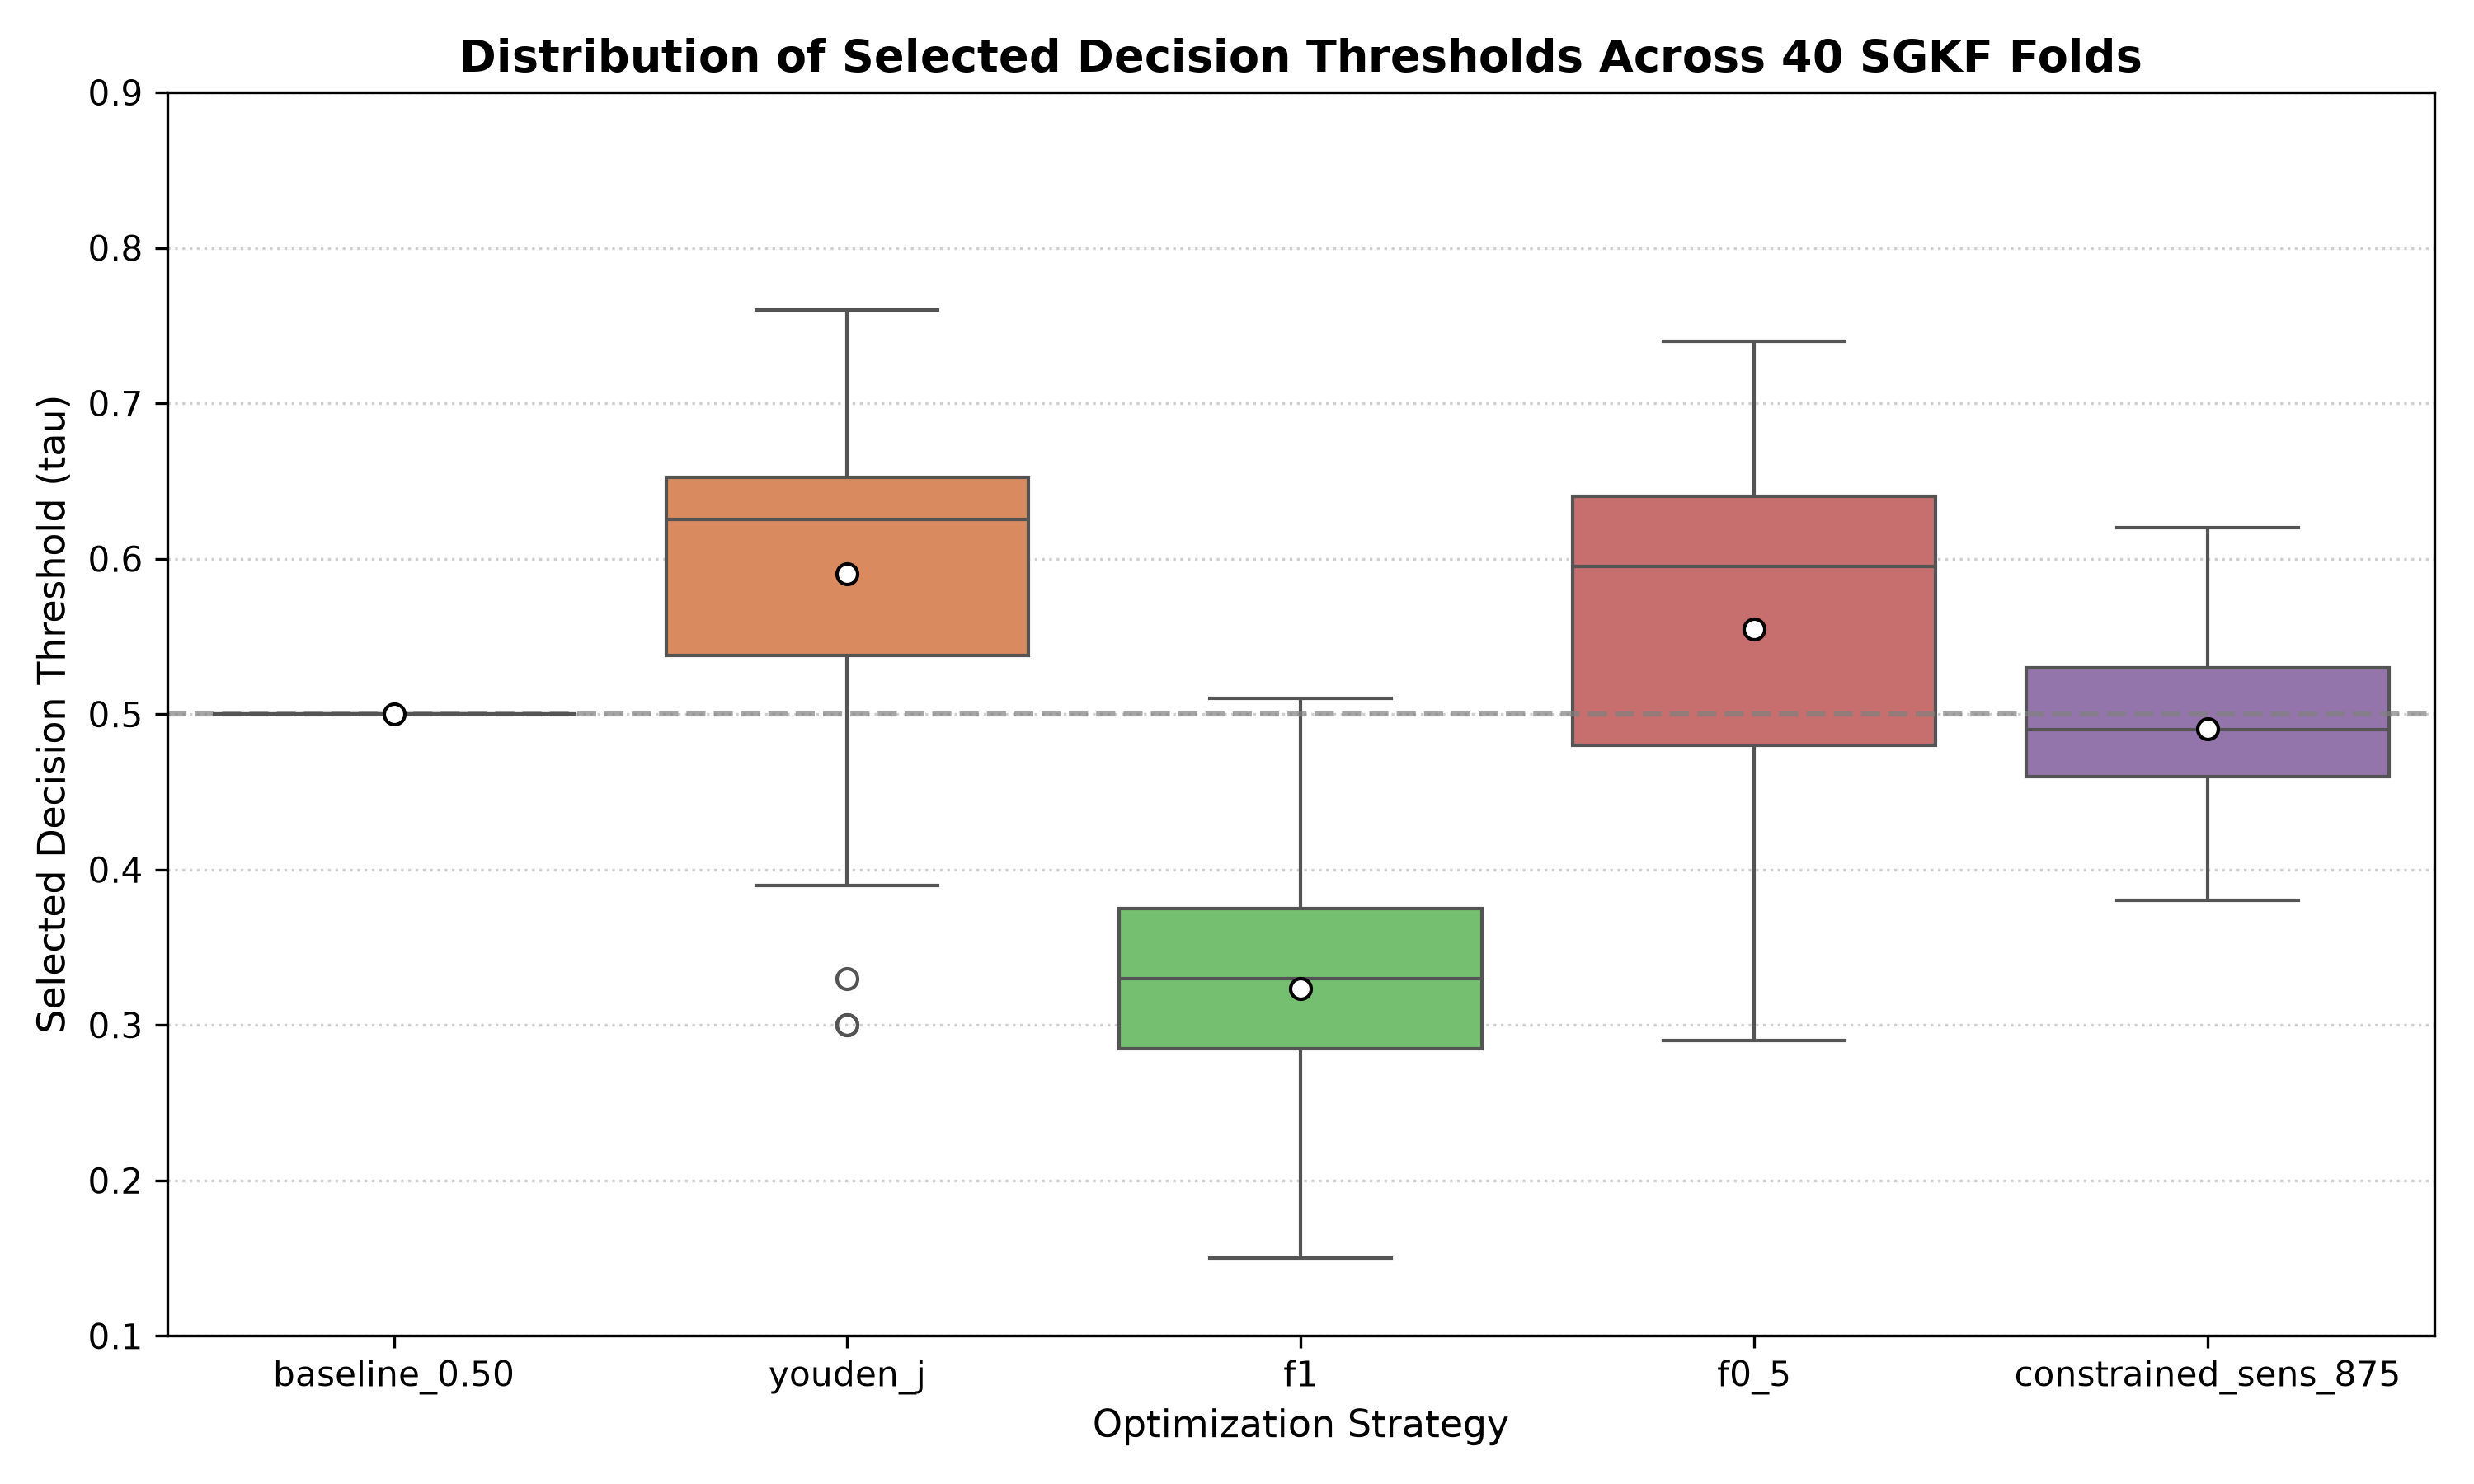 Distribution of Selected Decision Thresholds Across 40 SGKF Folds
Selected Decision Threshold (tau)
0.9
0.8
0.7
0.6
0.5
0.4
0.3
0.2
0.1
baseline_0.50
youden_j
f1
f0_5
constrained_sens_875
Optimization Strategy